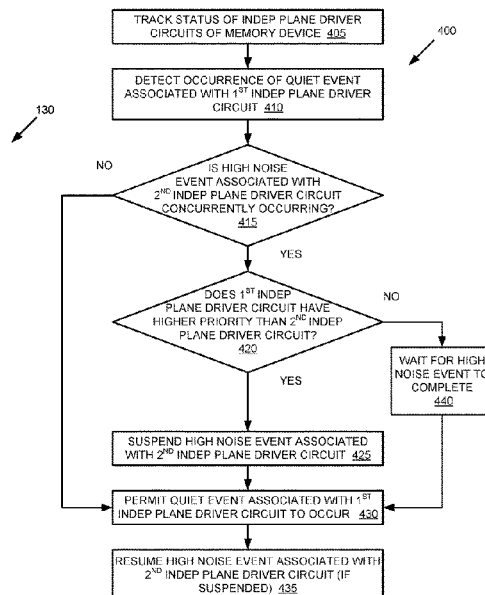 TRACK STATUS OF INDEP PLANE DRIVER
CIRCUITS OF MEMORY DEVICE 405
400
DETECT OCCURRENCE OF QUIET EVENT
ASSOCIATED WITH 1ST INDEP PLANE DRIVER
CIRCUIT 410
130
NO
IS HIGH NOISE
EVENT ASSOCIATED WITH
2ND INDEP PLANE DRIVER CIRCUIT
CONCURRENTLY OCCURRING?
415
YES
DOES 1ST INDEP
PLANE DRIVER CIRCUIT HAVE
HIGHER PRIORITY THAN 2ND INDEP
PLANE DRIVER CIRCUIT?
420
NO
YES
WAIT FOR HIGH
NOISE EVENT TO
COMPLETE
440
SUSPEND HIGH NOISE EVENT ASSOCIATED
WITH 2ND INDEP PLANE DRIVER CIRCUIT 425
PERMIT QUIET EVENT ASSOCIATED WITH 1ST
INDEP PLANE DRIVER CIRCUIT TO OCCUR 430
RESUME HIGH NOISE EVENT ASSOCIATED WITH
2ND INDEP PLANE DRIVER CIRCUIT (IF
SUSPENDED) 435